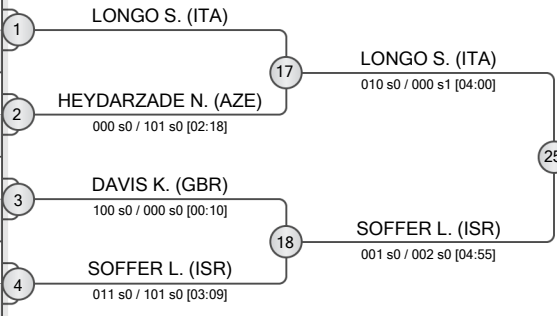 LONGO S. (ITA)
1
HEYDARZADE N. (AZE)
000 s0 / 101 s0 [02:18]
2
17
LONGO S. (ITA)
010 s0 / 000 s1 [04:00]
DAVIS K. (GBR)
100 s0 / 000 s0 [00:10]
3
SOFFER L. (ISR)
011 s0 / 101 s0 [03:09]
4
18
SOFFER L. (ISR)
001 s0 / 002 s0 [04:55]
25